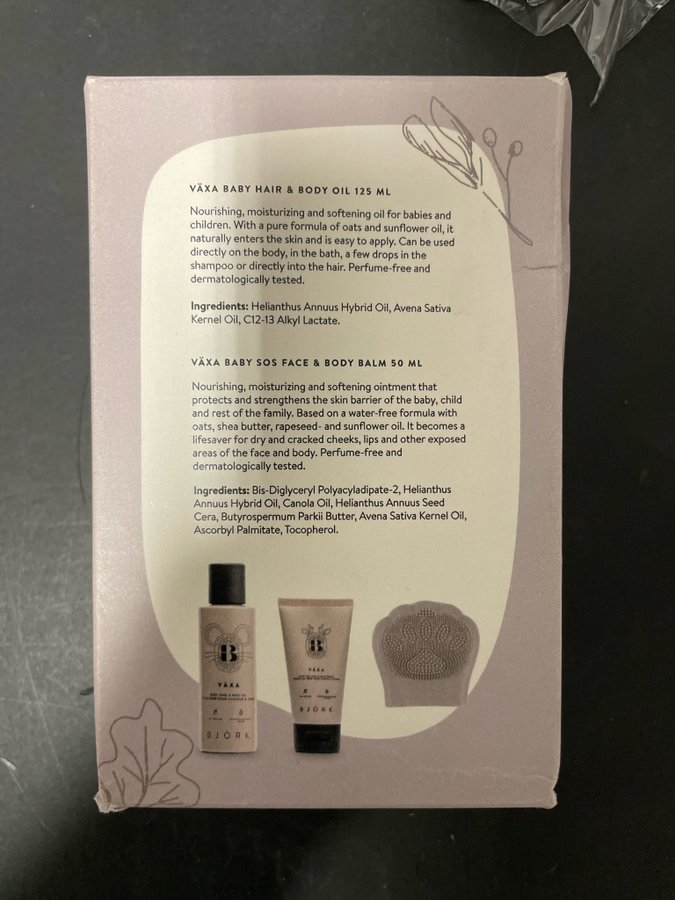 VÄXA BABY HAIR & BODY OIL 125 ML
Nourishing, moisturizing and softening oil for babies and
children. With a pure formula of oats and sunflower oil, it
naturally enters the skin and is easy to apply. Can be used
directly on the body, in the bath, a few drops in the
shampoo or directly into the hair. Perfume-free and
dermatologically tested.
Ingredients: Helianthus Annuus Hybrid Oil, Avena Sativa
Kernel Oil, C12-13 Alkyl Lactate.
VÄXA BABY SOS FACE & BODY BALM 50 ML
Nourishing, moisturizing and softening ointment that
protects and strengthens the skin barrier of the baby, child
and rest of the family. Based on a water-free formula with
oats, shea butter, rapeseed- and sunflower oil. It becomes a
lifesaver for dry and cracked cheeks, lips and other exposed
areas of the face and body. Perfume-free and
dermatologically tested.
Ingredients: Bis-Diglyceryl Polyacyladipate-2, Helianthus
Annuus Hybrid Oil, Canola Oil, Helianthus Annuus Seed
Cera, Butyrospermum Parkii Butter, Avena Sativa Kernel Oil,
Ascorbyl Palmitate, Tocopherol.
B
VÄXA
BABY HAIR & BODY OIL
BJÖRK
B
VÄXA
BJÖRK